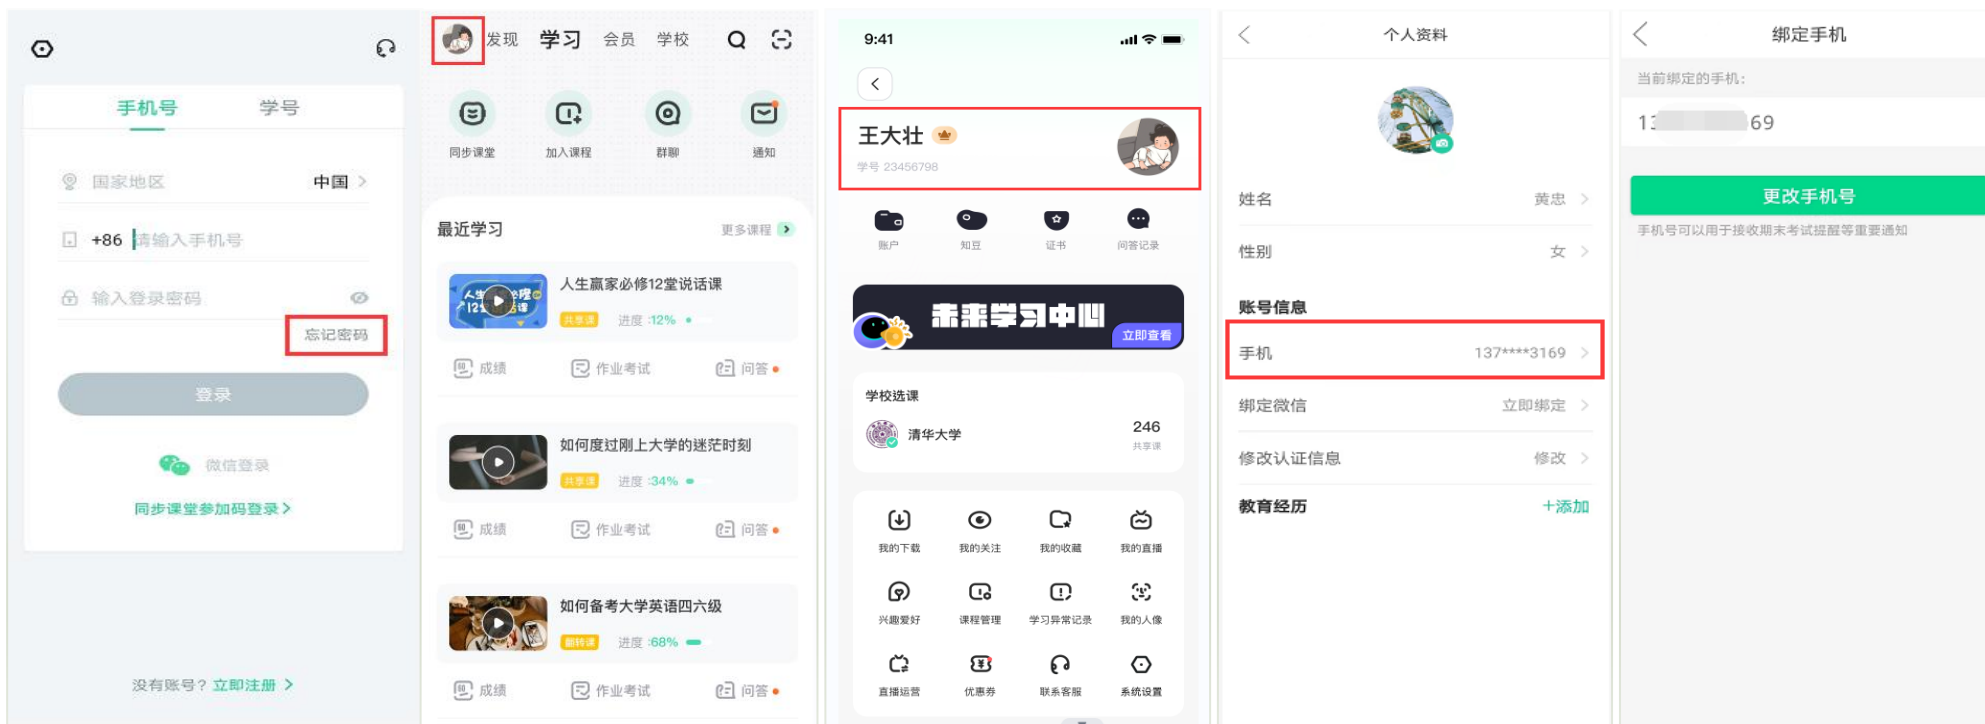 手机号 学号
国家地区 中国
+86 请输入手机号
输入登录密码
忘记密码
登录
微信登录
同步课堂参加码登录
没有账号? 立即注册
发现 学习 会员 学校
同步课堂 加入课程 群聊 通知
最近学习 更多课程
人生赢家必修12堂说话课
共享课 进度 :12%
成绩 作业考试 问答
如何度过刚上大学的迷茫时刻
共享课 进度 :34%
成绩 作业考试 问答
如何备考大学英语四六级
翻转课 进度 :68%
成绩 作业考试 问答
9:41
王大壮
学号 23456798
账户 知豆 证书 问答记录
未来学习中心
立即查看
学校选课
清华大学 246
共享课
我的下载 我的关注 我的收藏 我的直播
兴趣爱好 课程管理 学习异常记录 我的人像
直播运营 优惠券 联系客服 系统设置
个人资料
姓名 黄忠
性别 女
账号信息
手机 137****3169
绑定微信 立即绑定
修改认证信息 修改
教育经历 +添加
绑定手机
当前绑定的手机:
69
更改手机号
手机号可以用于接收期末考试提醒等重要通知